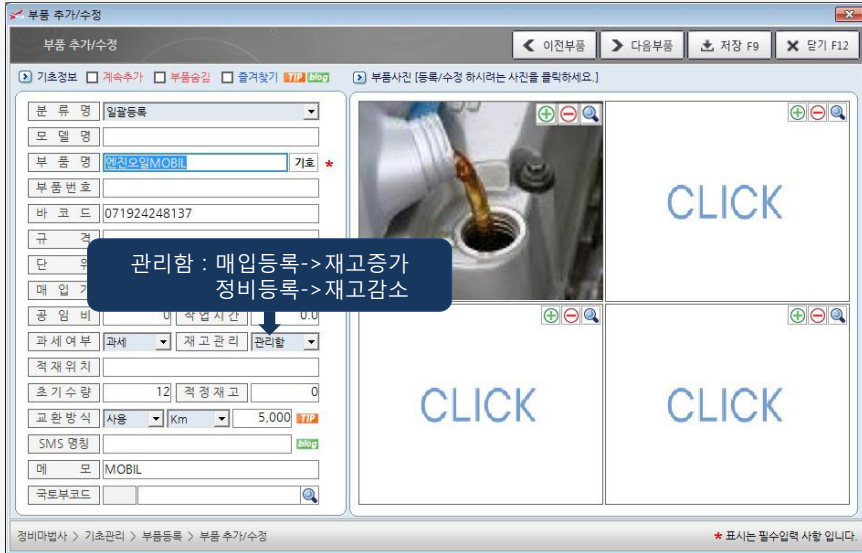 부품 추가/수정
부품 추가/수정
이전부품
다음부품
저장 F9
닫기 F12
기초정보 계속추가 부품숨김 즐겨찾기 TIP blog
부품사진 [등록/수정 하시려는 사진을 클릭하세요.]
분 류 명 일괄등록
모 델 명
부 품 명 엔진오일MOBIL 기호 *
부품번호
바 코 드 071924248137
규 격
단
매 입
관리함 : 매입등록->재고증가
정비등록->재고감소
공 임 비 0 작업시간 0.0
과세여부 과세 재고관리 관리함
적재위치
초기수량 12 적정재고 0
교환방식 사용 Km 5,000 TIP
SMS 명칭 blog
메 모 MOBIL
국토부코드
CLICK
CLICK
CLICK
정비마법사 > 기초관리 > 부품등록 > 부품 추가/수정
* 표시는 필수입력 사항 입니다.